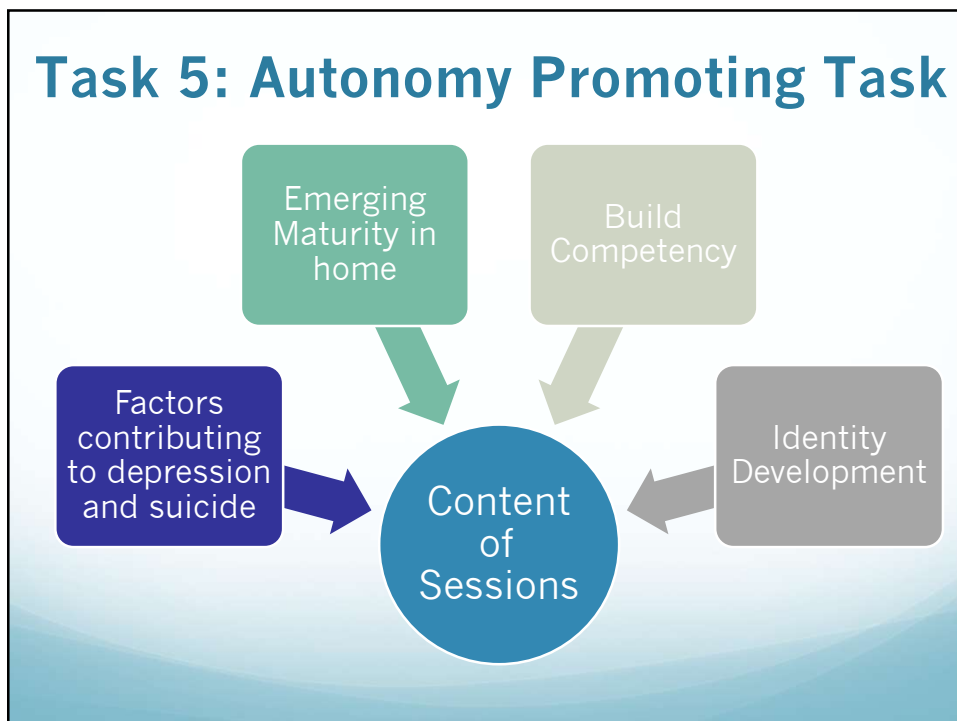 Task 5: Autonomy Promoting Task
Emerging
Maturity in
home
Build
Competency
Factors
contributing
to depression
and suicide
Identity
Development
Content
of
Sessions